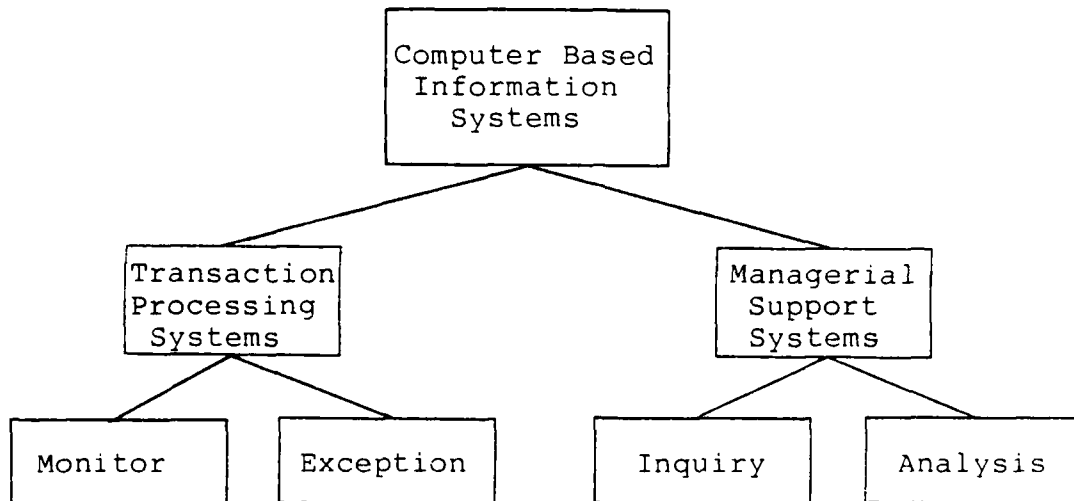 Computer Based
Information
Systems
Transaction
Processing
Systems
Managerial
Support
Systems
Monitor
Exception
Inquiry
Analysis